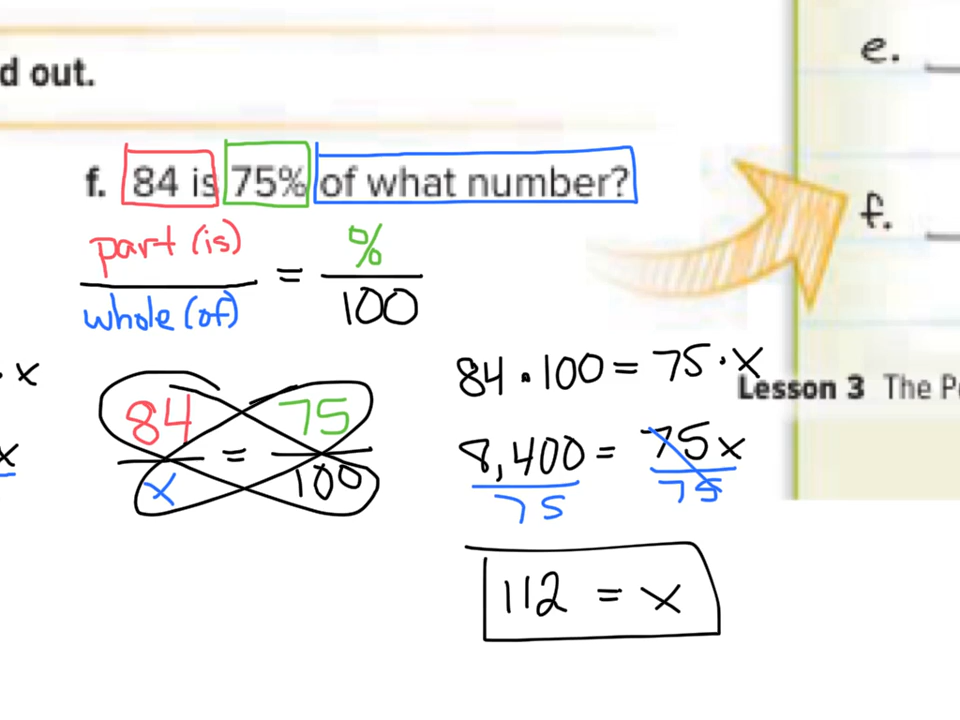 d out.
e.
f. 84 is 75% of what number?
f.
part (is)
whole (of)
=
%
100
· x
84 · 100 = 75 · x
Lesson 3 The P
84
x
=
75
100
x
8,400
75
=
75x
75
112 = x